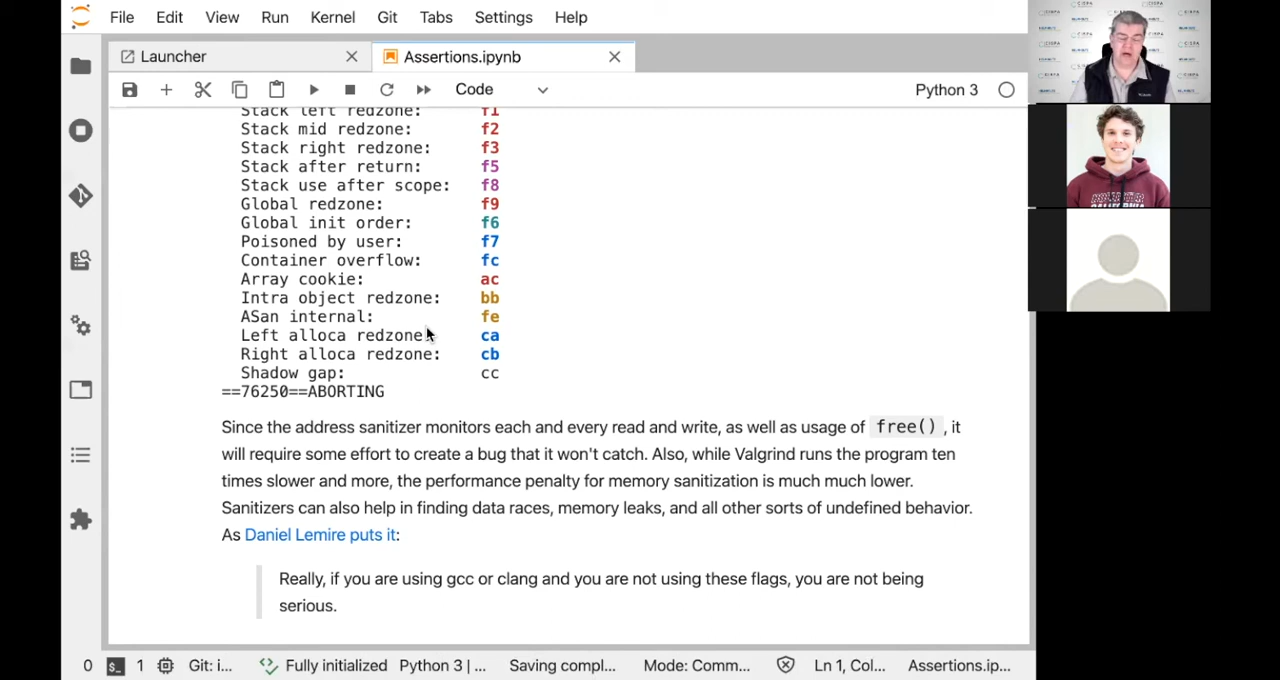 File Edit View Run Kernel Git Tabs Settings Help
Launcher
Assertions.ipynb
Code
Python 3
Stack left redzone: f1
Stack mid redzone: f2
Stack right redzone: f3
Stack after return: f5
Stack use after scope: f8
Global redzone: f9
Global init order: f6
Poisoned by user: f7
Container overflow: fc
Array cookie: ac
Intra object redzone: bb
ASan internal: fe
Left alloca redzone: ca
Right alloca redzone: cb
Shadow gap: cc
==76250==ABORTING
Since the address sanitizer monitors each and every read and write, as well as usage of free() , it
will require some effort to create a bug that it won't catch. Also, while Valgrind runs the program ten
times slower and more, the performance penalty for memory sanitization is much much lower.
Sanitizers can also help in finding data races, memory leaks, and all other sorts of undefined behavior.
As Daniel Lemire puts it:
Really, if you are using gcc or clang and you are not using these flags, you are not being
serious.
0 $_ 1 Git: i... Fully initialized Python 3 | ... Saving compl... Mode: Comm... Ln 1, Col... Assertions.ip...
CISPA
CALIFORNIA